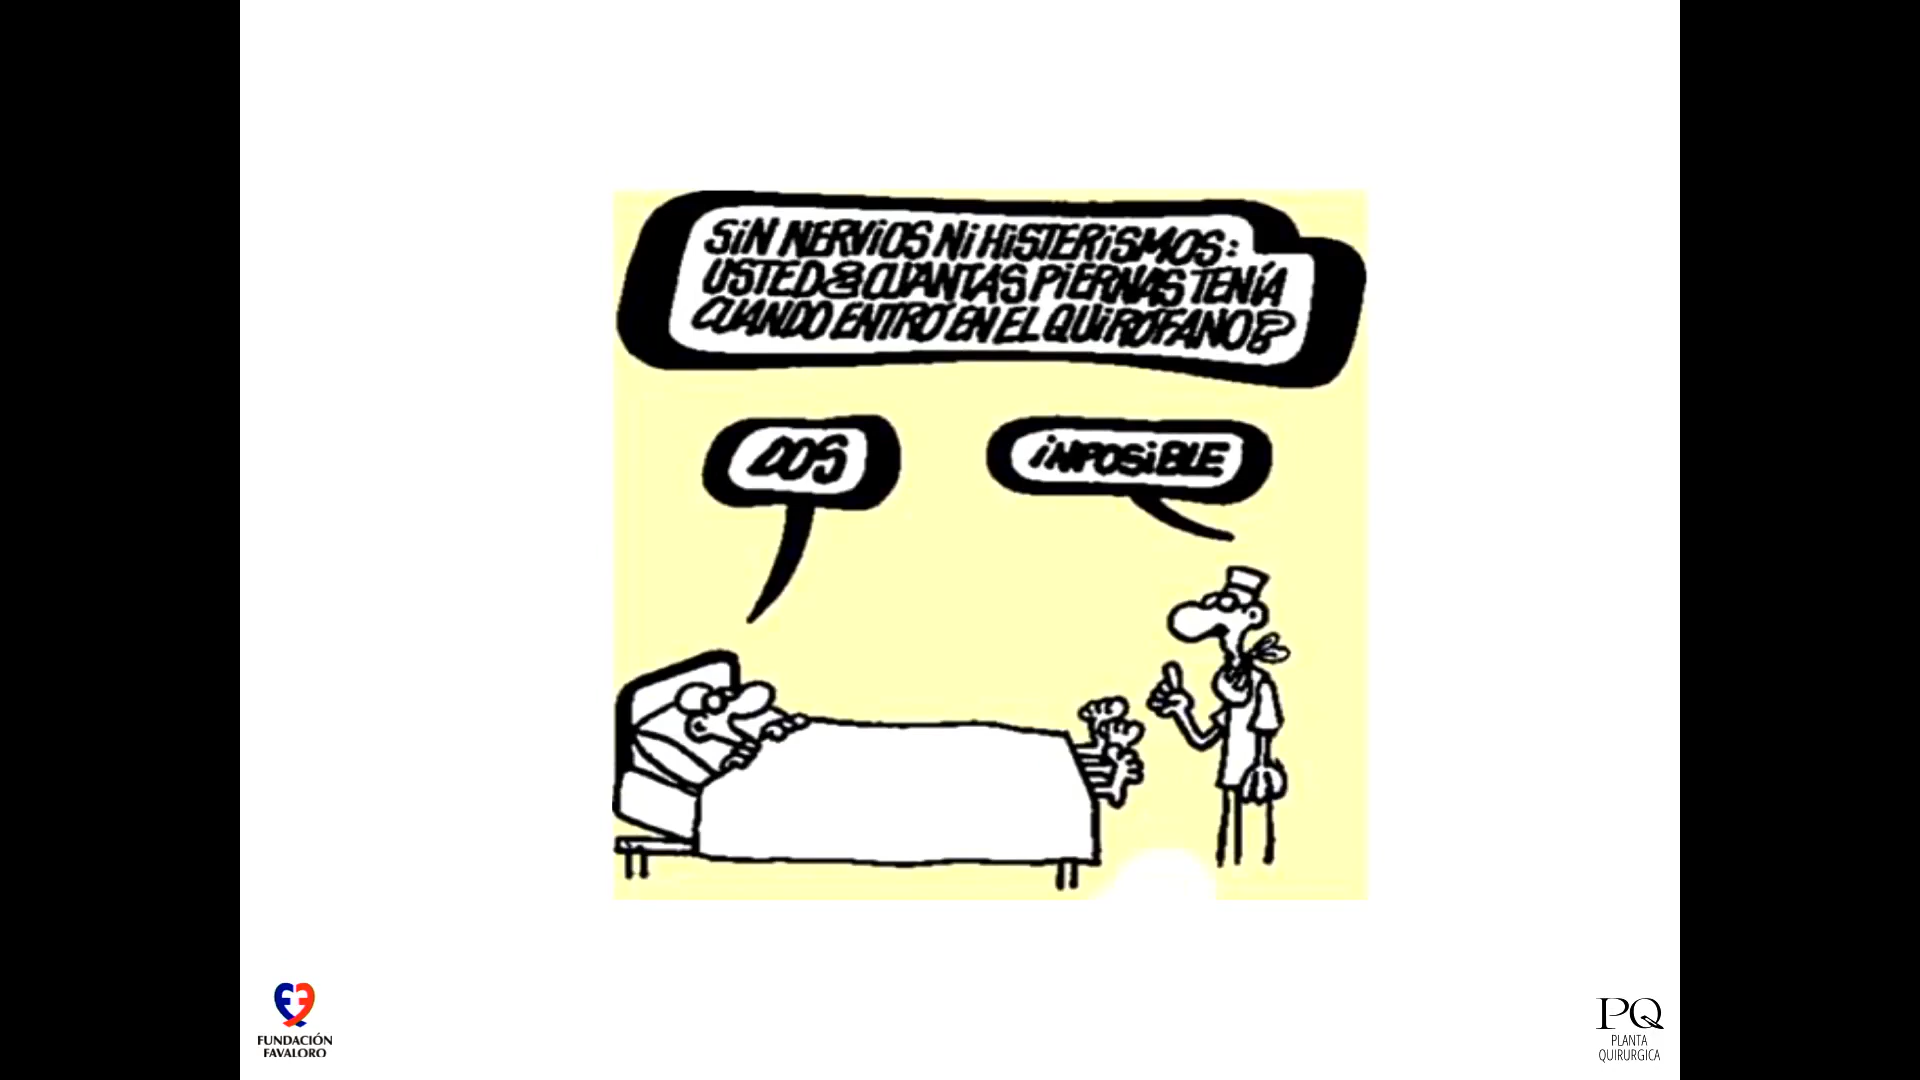 SiN NERViOS Ni HiSTERiSMOS:
USTED ¿CUANTAS PiERNAS TENÍA
CUANDO ENTRÓ EN EL QUiRÓFANO?
DOS
iMPOSiBLE
FUNDACIÓN
FAVALORO
PQ
PLANTA
QUIRURGICA